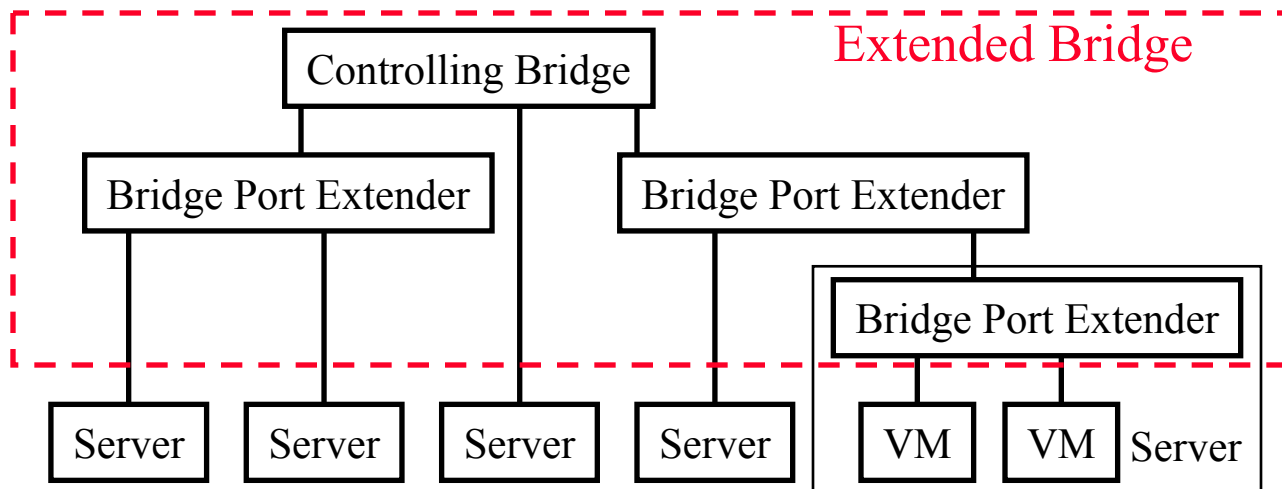 Extended Bridge
Controlling Bridge
Bridge Port Extender
Bridge Port Extender
Bridge Port Extender
Server
Server
Server
Server
VM
VM
Server